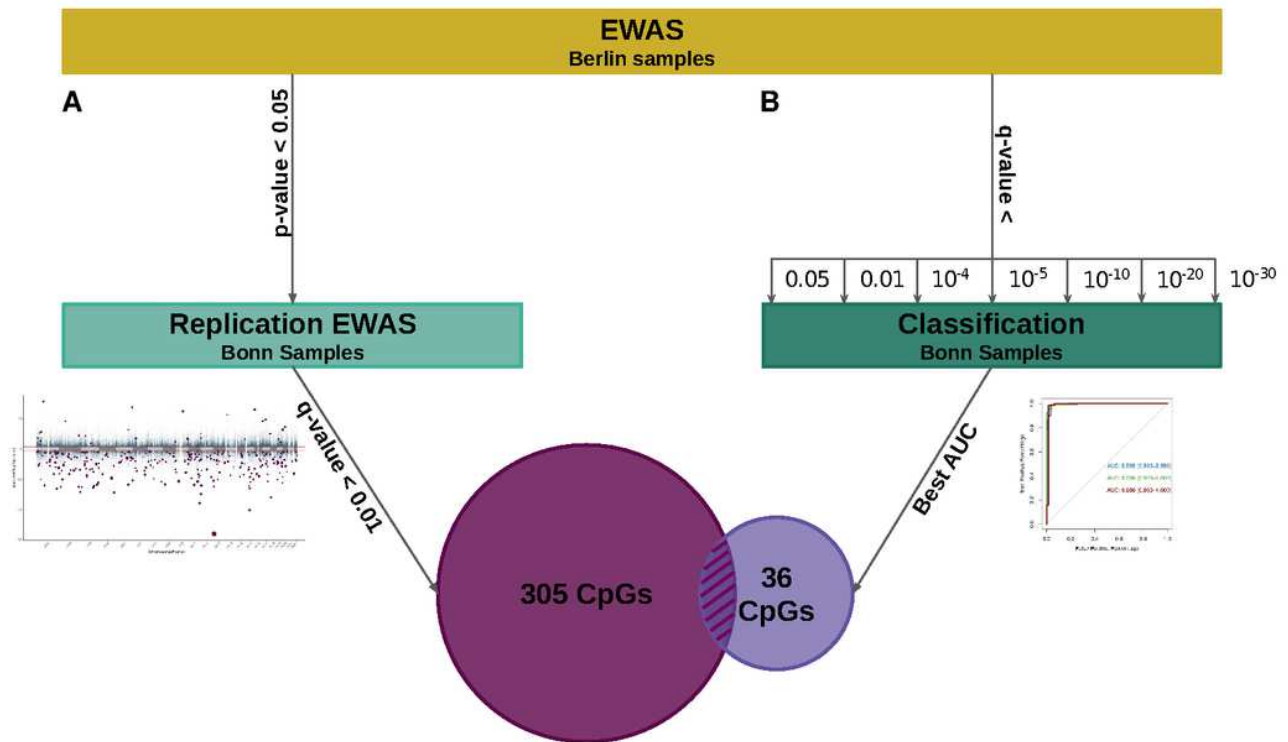 EWAS
Berlin samples
A
B
p-value < 0.05
q-value <
0.05 0.01 10⁻⁴ 10⁻⁵ 10⁻¹⁰ 10⁻²⁰ 10⁻³⁰
Replication EWAS
Bonn Samples
Classification
Bonn Samples
q-value < 0.01
Best AUC
305 CpGs
36
CpGs